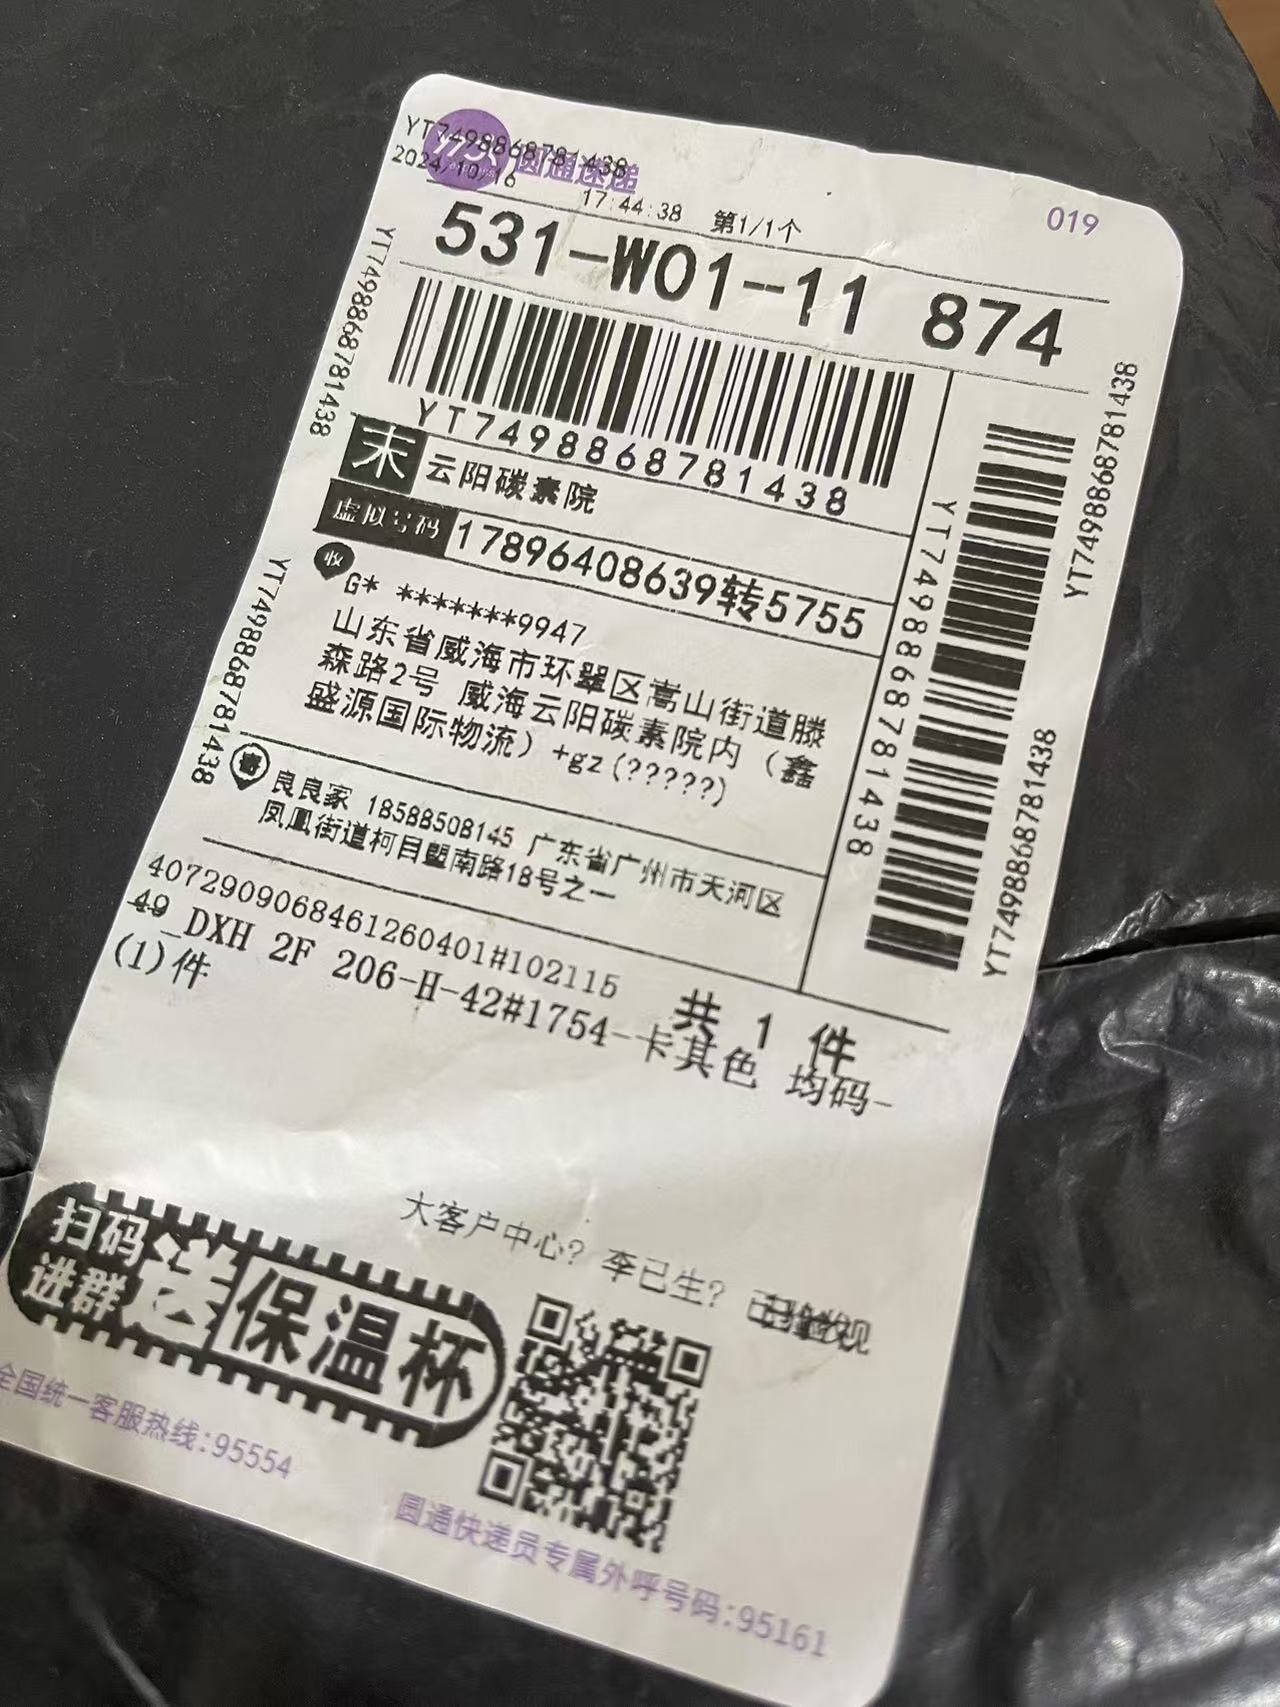 YT7498868781438
圆通速递
2024/10/16
17:44:38 第1/1个
019
531-W01-11 874
YT7498868781438
YT7498868781438
末 云阳碳素院
虚拟号码 17896408639转5755
收
G* *******9947
山东省威海市环翠区嵩山街道滕
森路2号 威海云阳碳素院内（鑫
盛源国际物流）+gz(?????)
YT7498868781438
YT7498868781438
YT7498868781438
YT7498868781438
寄
良良家 18588508145 广东省广州市天河区
凤凰街道柯目塱南路18号之一
4072909068461260401#102115
共 1 件
49_DXH 2F 206-H-42#1754-卡其色 均码-
(1)件
大客户中心? 李已生?
扫码
进群
送
保温杯
全国统一客服热线:95554
圆通快递员专属外呼号码:95161